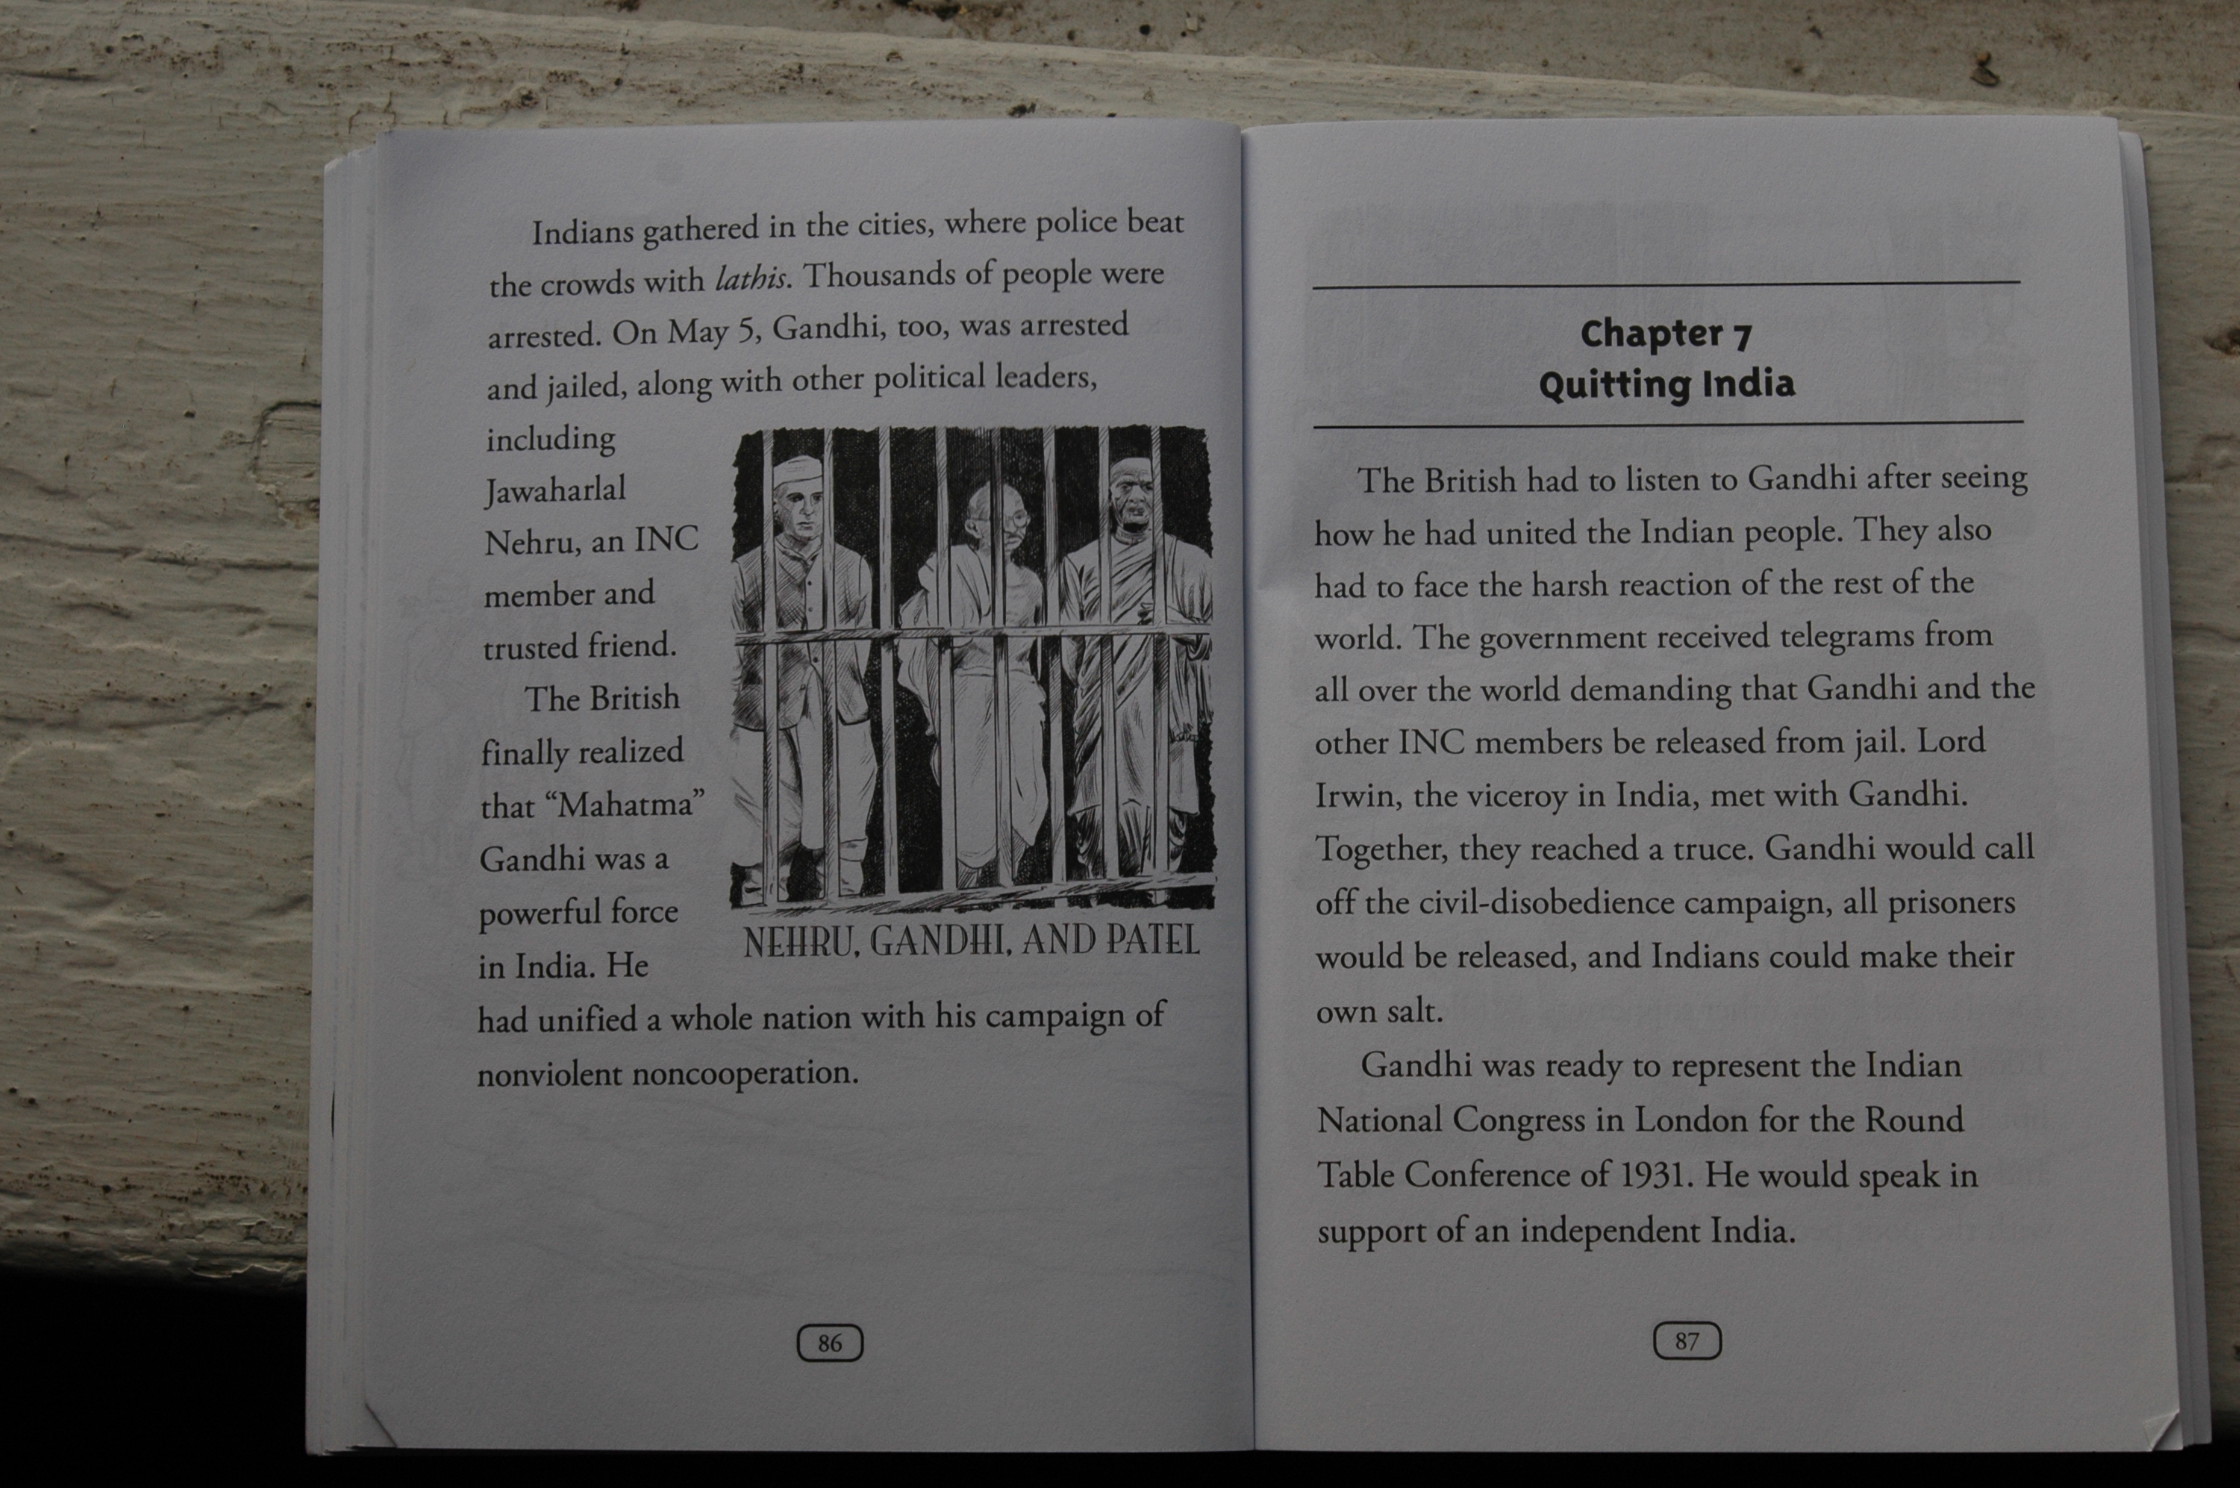 Indians gathered in the cities, where police beat
the crowds with lathis. Thousands of people were
arrested. On May 5, Gandhi, too, was arrested
and jailed, along with other political leaders,
including
Jawaharlal
Nehru, an INC
member and
trusted friend.
The British
finally realized
that “Mahatma”
Gandhi was a
powerful force
in India. He
had unified a whole nation with his campaign of
nonviolent noncooperation.
NEHRU, GANDHI, AND PATEL
86
Chapter 7
Quitting India
The British had to listen to Gandhi after seeing
how he had united the Indian people. They also
had to face the harsh reaction of the rest of the
world. The government received telegrams from
all over the world demanding that Gandhi and the
other INC members be released from jail. Lord
Irwin, the viceroy in India, met with Gandhi.
Together, they reached a truce. Gandhi would call
off the civil-disobedience campaign, all prisoners
would be released, and Indians could make their
own salt.
Gandhi was ready to represent the Indian
National Congress in London for the Round
Table Conference of 1931. He would speak in
support of an independent India.
87